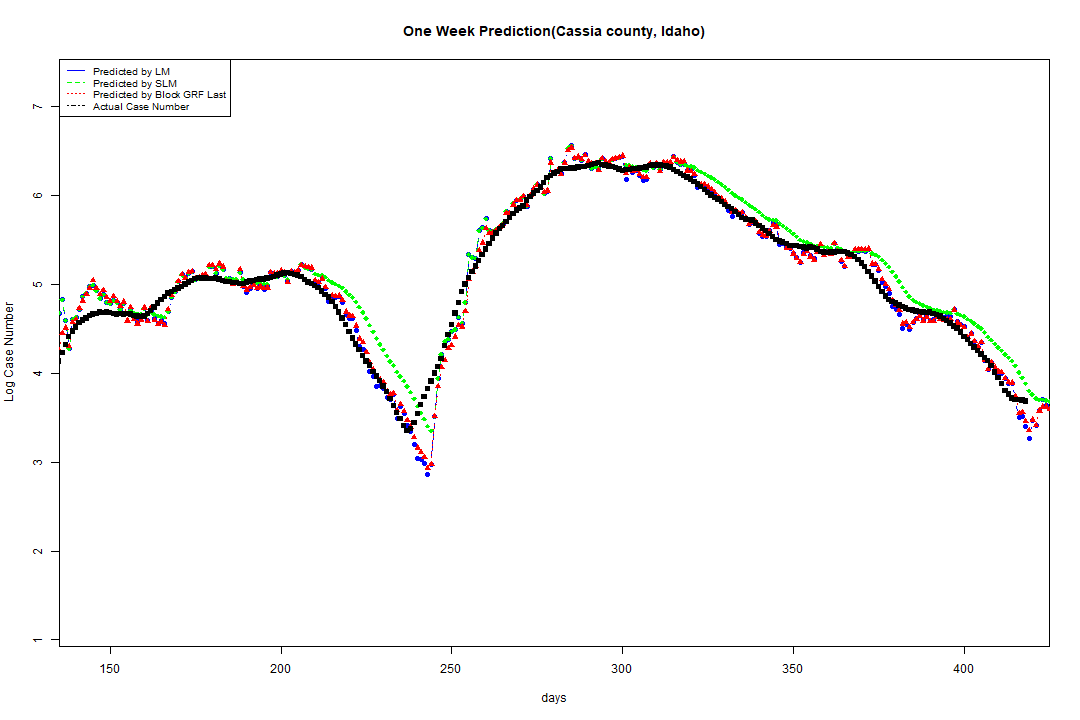 One Week Prediction(Cassia county, Idaho)
Predicted by LM
Predicted by SLM
Predicted by Block GRF Last
Actual Case Number
7
6
5
4
3
2
1
Log Case Number
150 200 250 300 350 400
days